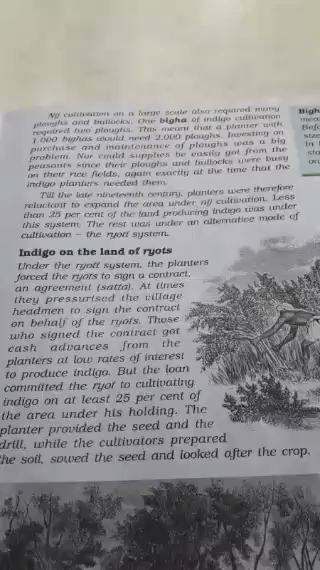 Nij cultivation on a large scale also required many
ploughs and bullocks. One bigha of indigo cultivation
required two ploughs. This meant that a planter with
1,000 bighas would need 2,000 ploughs. Investing on
purchase and maintenance of ploughs was a big
problem. Nor could supplies be easily got from the
peasants since their ploughs and bullocks were busy
on their rice fields, again exactly at the time that the
indigo planters needed them.
Till the late nineteenth century, planters were therefore
reluctant to expand the area under nij cultivation. Less
than 25 per cent of the land producing indigo was under
this system. The rest was under an alternative mode of
cultivation – the ryoti system.
Indigo on the land of ryots
Under the ryoti system, the planters
forced the ryots to sign a contract,
an agreement (satta). At times
they pressurised the village
headmen to sign the contract
on behalf of the ryots. Those
who signed the contract got
cash advances from the
planters at low rates of interest
to produce indigo. But the loan
committed the ryot to cultivating
indigo on at least 25 per cent of
the area under his holding. The
planter provided the seed and the
drill, while the cultivators prepared
the soil, sowed the seed and looked after the crop.
Bigh
mea
Befo
size
in
sta